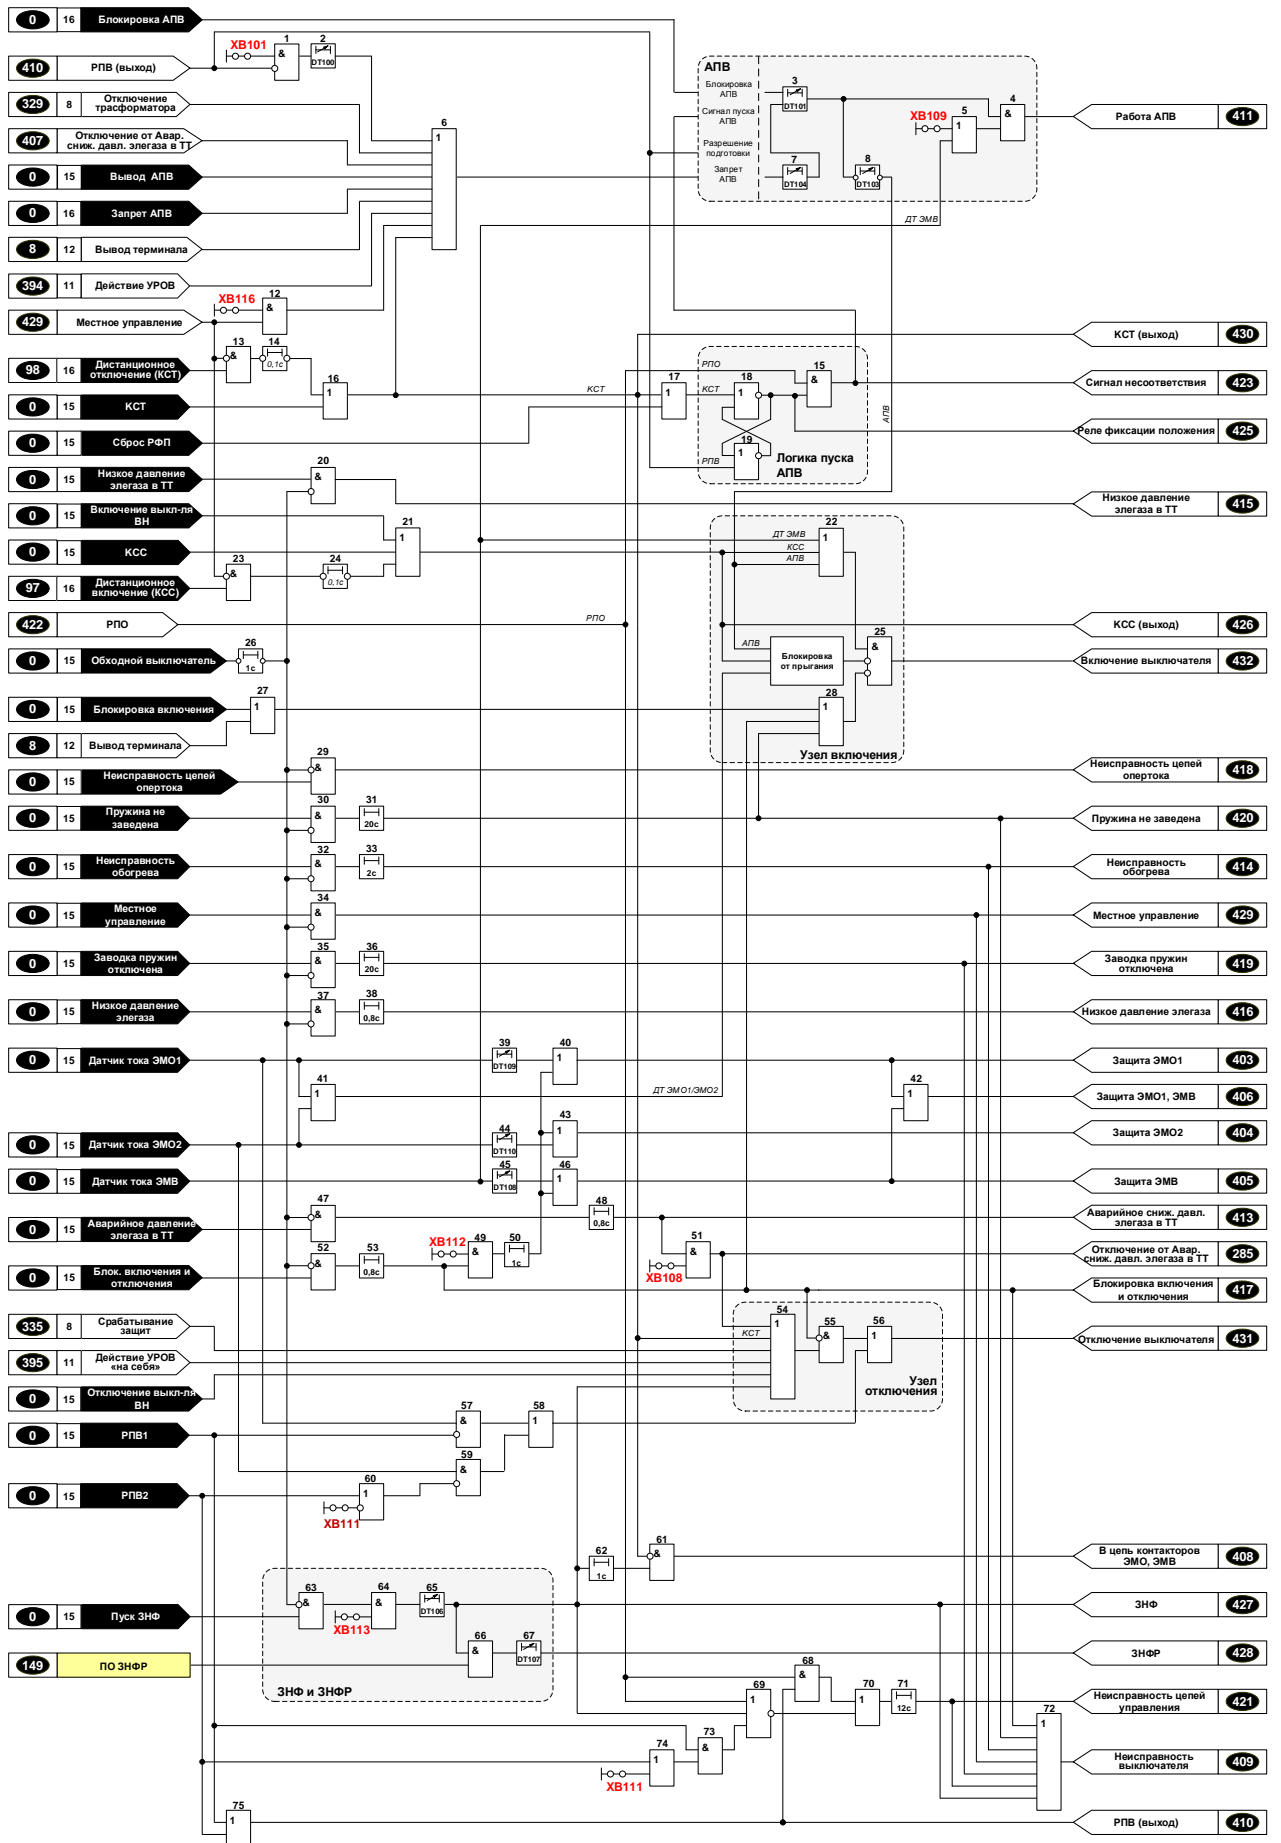 0 16 Блокировка АПВ
XB101
1
&
2
DT100
410 РПВ (выход)
329 8 Отключение
трасформатора
407 Отключение от Авар.
сниж. давл. элегаза в ТТ
0 15 Вывод АПВ
0 16 Запрет АПВ
8 12 Вывод терминала
394 11 Действие УРОВ
429 Местное управление
6
1
АПВ
Блокировка
АПВ
Сигнал пуска
АПВ
Разрешение
подготовки
Запрет
АПВ
3
DT101
7
DT104
8
DT103
XB109
5
1
4
&
Работа АПВ 411
ДТ ЭМВ
XB116
12
&
13
&
14
0,1с
98 16 Дистанционное
отключение (КСТ)
0 15 КСТ
0 15 Сброс РФП
16
1
КСТ
17
1
РПО
КСТ
18
1
15
&
19
1
РПВ
Логика пуска
АПВ
АПВ
КСТ (выход) 430
Сигнал несоответствия 423
Реле фиксации положения 425
0 15 Низкое давление
элегаза в ТТ
20
&
Низкое давление
элегаза в ТТ 415
0 15 Включение выкл-ля
ВН
0 15 КСС
97 16 Дистанционное
включение (КСС)
21
1
23
&
24
0,1с
ДТ ЭМВ
КСС
АПВ
22
1
422 РПО
РПО
КСС (выход) 426
0 15 Обходной выключатель
26
1с
АПВ
Блокировка
от прыгания
25
&
Включение выключателя 432
0 15 Блокировка включения
27
1
28
1
8 12 Вывод терминала
Узел включения
0 15 Неисправность цепей
опертока
29
&
Неисправность цепей
опертока 418
0 15 Пружина не
заведена
30
&
31
20с
Пружина не заведена 420
0 15 Неисправность
обогрева
32
&
33
2с
Неисправность
обогрева 414
0 15 Местное
управление
34
&
Местное управление 429
0 15 Заводка пружин
отключена
35
&
36
20с
Заводка пружин
отключена 419
0 15 Низкое давление
элегаза
37
&
38
0,8с
Низкое давление элегаза 416
0 15 Датчик тока ЭМО1
39
DT109
40
1
Защита ЭМО1 403
41
1
ДТ ЭМО1/ЭМО2
42
1
Защита ЭМО1, ЭМВ 406
0 15 Датчик тока ЭМО2
44
DT110
43
1
Защита ЭМО2 404
0 15 Датчик тока ЭМВ
45
DT108
46
1
Защита ЭМВ 405
0 15 Аварийное давление
элегаза в ТТ
47
&
48
0,8с
Аварийное сниж. давл.
элегаза в ТТ 413
0 15 Блок. включения и
отключения
52
&
53
0,8с
XB112
49
&
50
1с
XB108
51
&
Отключение от Авар.
сниж. давл. элегаза в ТТ 285
Блокировка включения
и отключения 417
335 8 Срабатывание
защит
395 11 Действие УРОВ
«на себя»
0 15 Отключение выкл-ля
ВН
КСТ
54
1
55
&
56
1
Узел
отключения
Отключение выключателя 431
0 15 РПВ1
57
&
58
1
59
&
0 15 РПВ2
60
1
XB111
62
1с
61
&
В цепь контакторов
ЭМО, ЭМВ 408
0 15 Пуск ЗНФ
63
&
XB113
64
&
65
DT106
ЗНФ 427
149 ПО ЗНФР
66
&
67
DT107
ЗНФР 428
ЗНФ и ЗНФР
68
&
69
1
70
1
71
12с
Неисправность цепей
управления 421
72
1
73
&
74
1
XB111
Неисправность
выключателя 409
75
1
РПВ (выход) 410